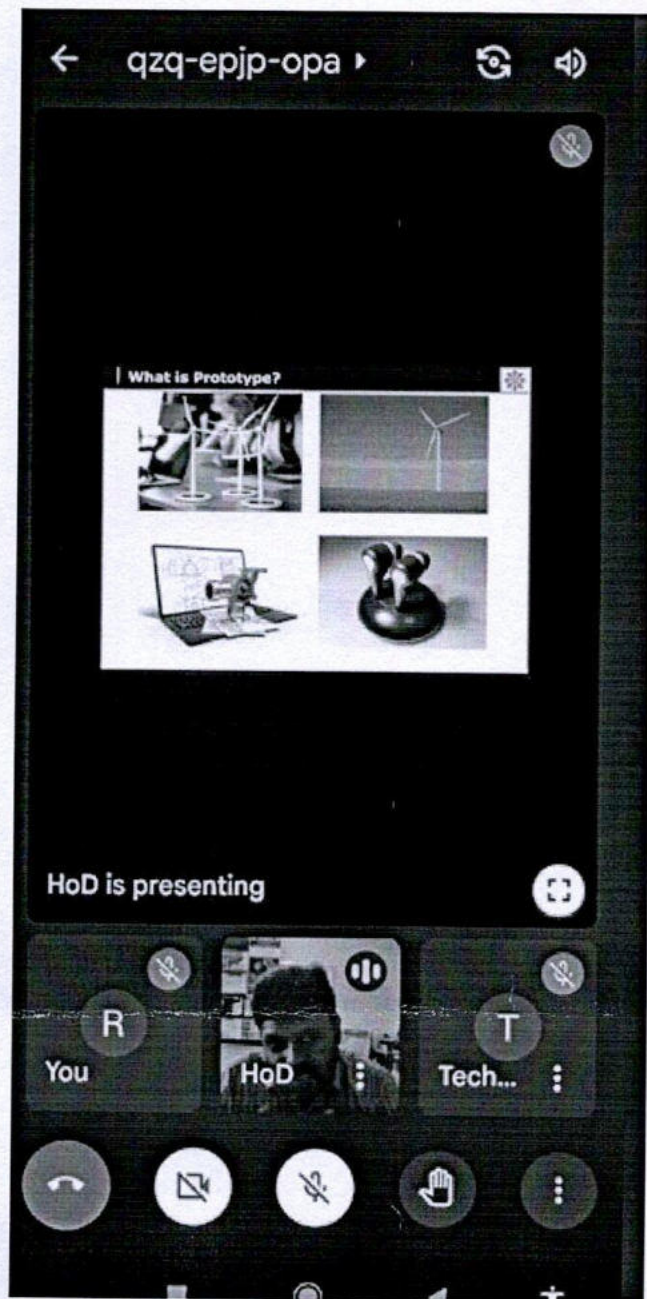 qzq-epjp-opa
What is Prototype?
HoD is presenting
R
You
HoD
T
Tech...